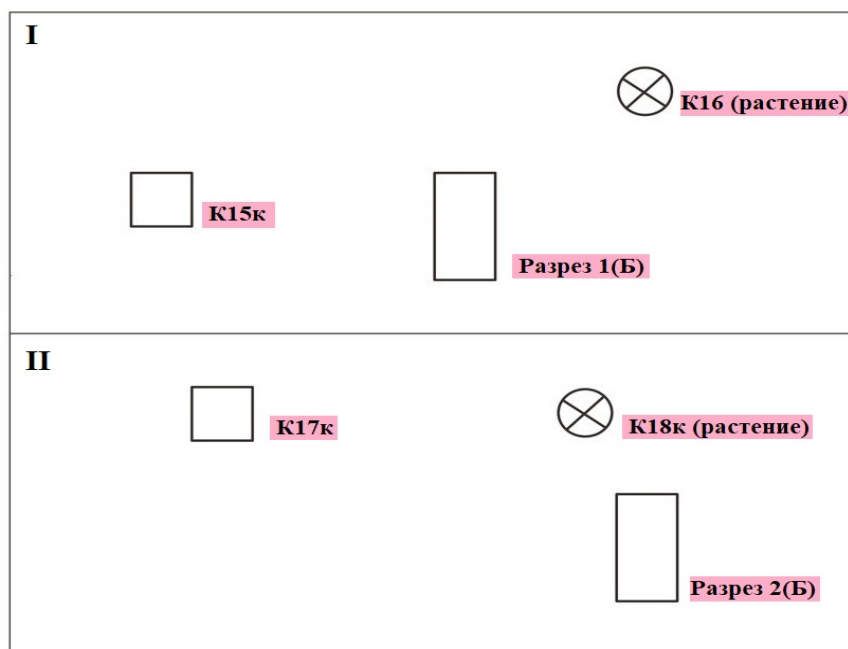 I
К16 (растение)
К15к
Разрез 1(Б)
II
К17к
К18к (растение)
Разрез 2(Б)